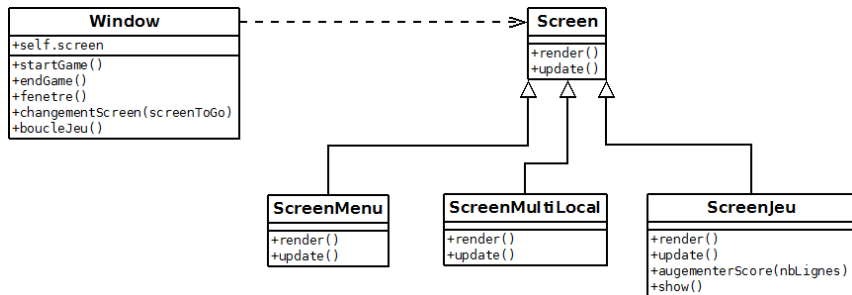 Window
+self.screen
+startGame()
+endGame()
+fenetre()
+changementScreen(screenToGo)
+boucleJeu()
Screen
+render()
+update()
ScreenMenu
+render()
+update()
ScreenMultiLocal
+render()
+update()
ScreenJeu
+render()
+update()
+augementerScore(nbLignes)
+show()